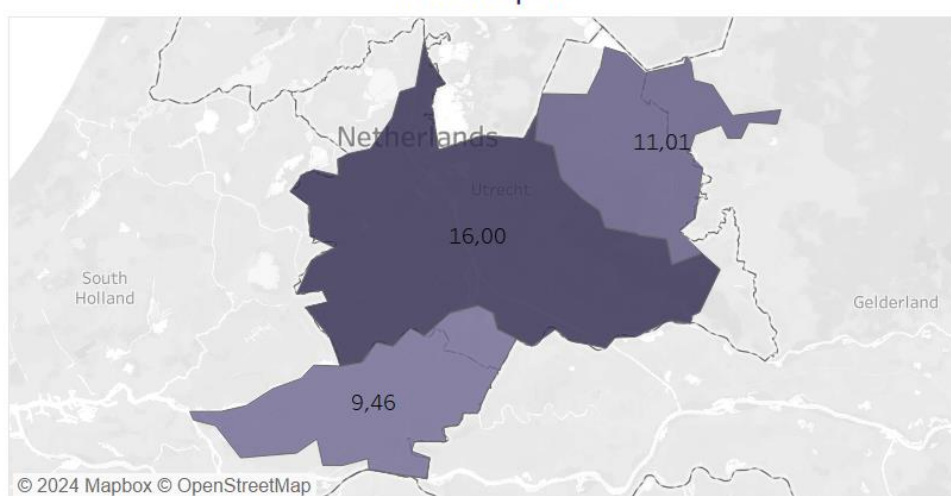 Netherlands
11,01
Utrecht
16,00
South
Holland
Gelderland
9,46
© 2024 Mapbox © OpenStreetMap